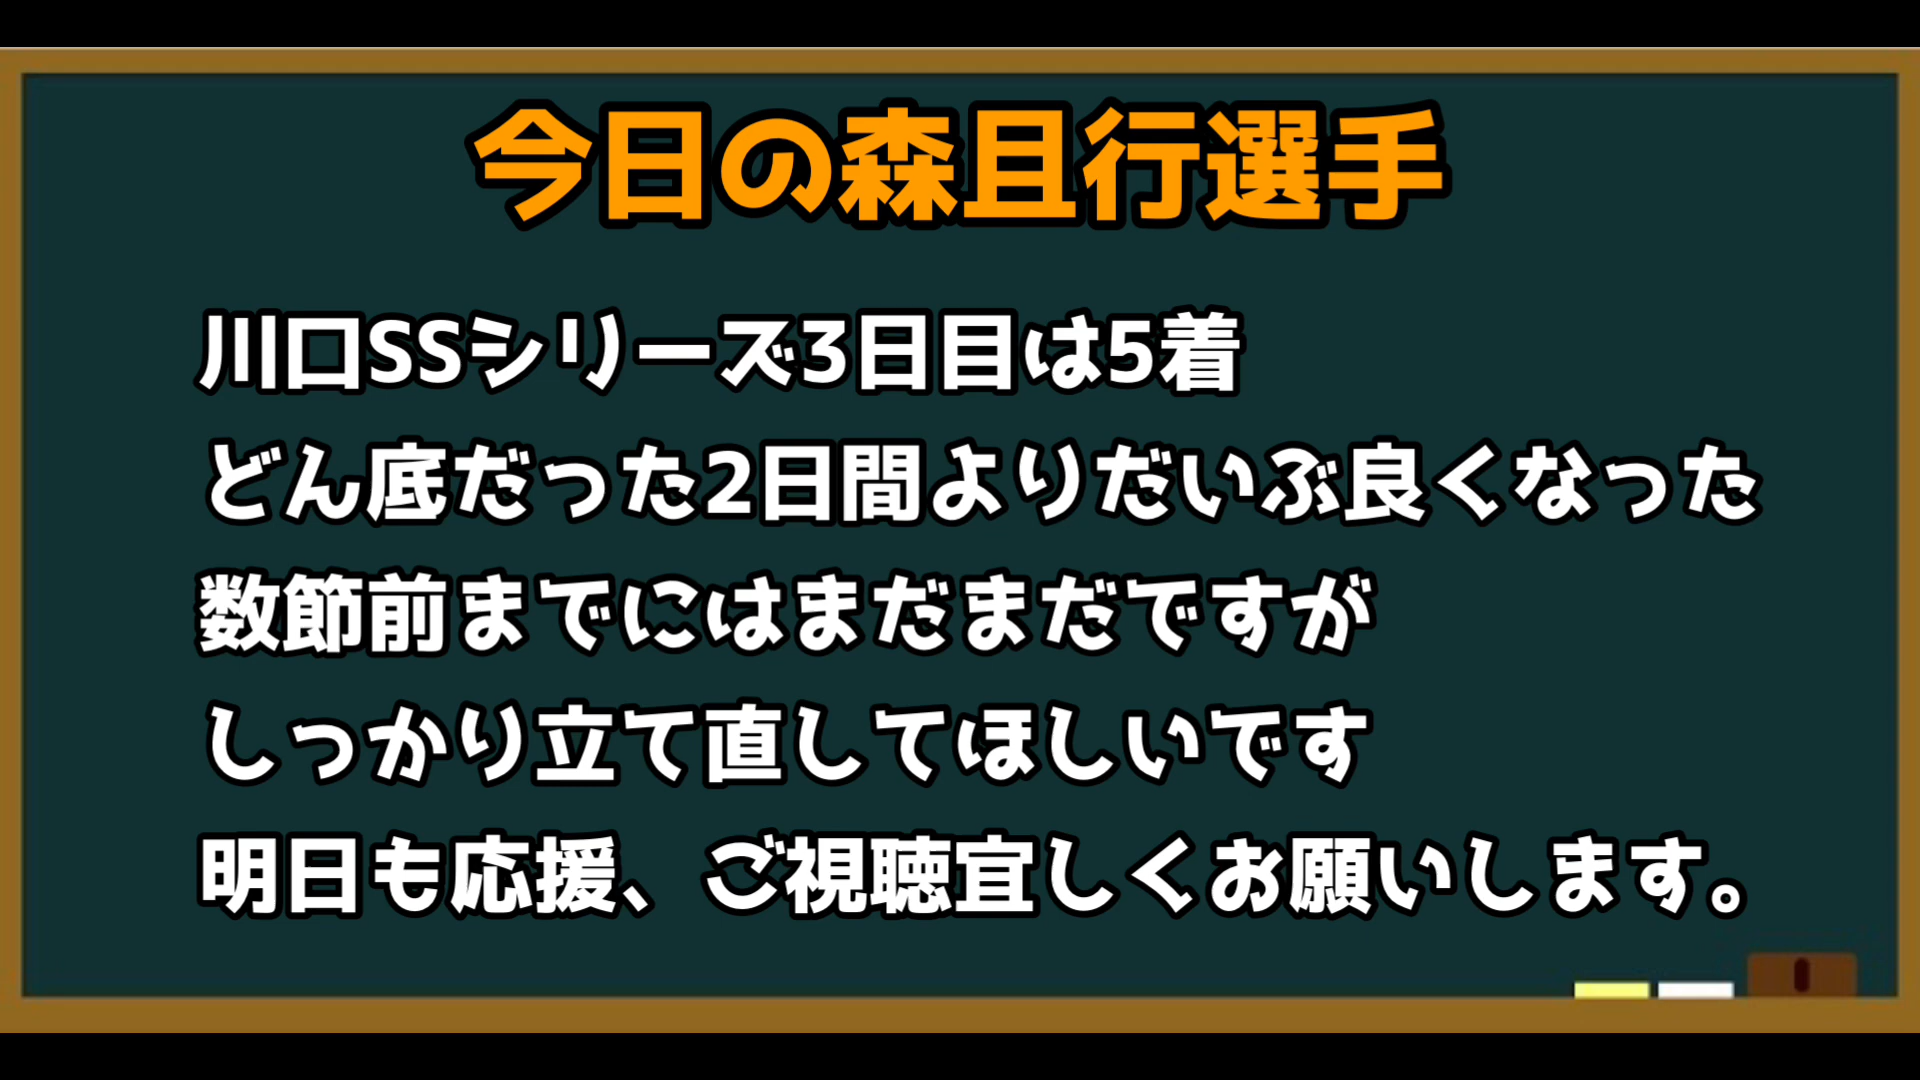 今日の森且行選手
川口SSシリーズ3日目は5着
どん底だった2日間よりだいぶ良くなった
数節前までにはまだまだですが
しっかり立て直してほしいです
明日も応援、ご視聴宜しくお願いします。